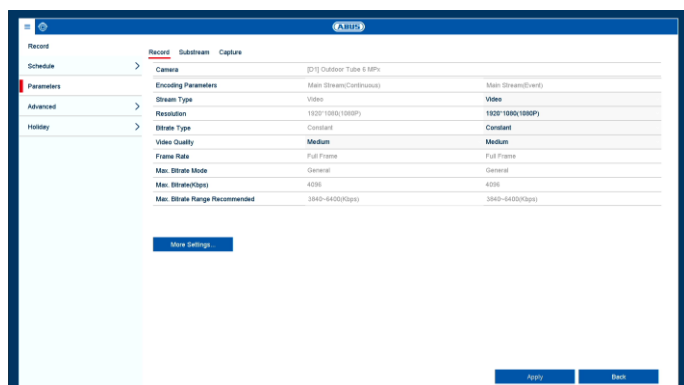 ABUS
Record
Schedule
Parameters
Advanced
Holiday
Record Substream Capture
Camera [D1] Outdoor Tube 6 MPx
Encoding Parameters Main Stream(Continuous) Main Stream(Event)
Stream Type Video Video
Resolution 1920*1080(1080P) 1920*1080(1080P)
Bitrate Type Constant Constant
Video Quality Medium Medium
Frame Rate Full Frame Full Frame
Max. Bitrate Mode General General
Max. Bitrate(Kbps) 4096 4096
Max. Bitrate Range Recommended 3840~6400(Kbps) 3840~6400(Kbps)
More Settings...
Apply Back